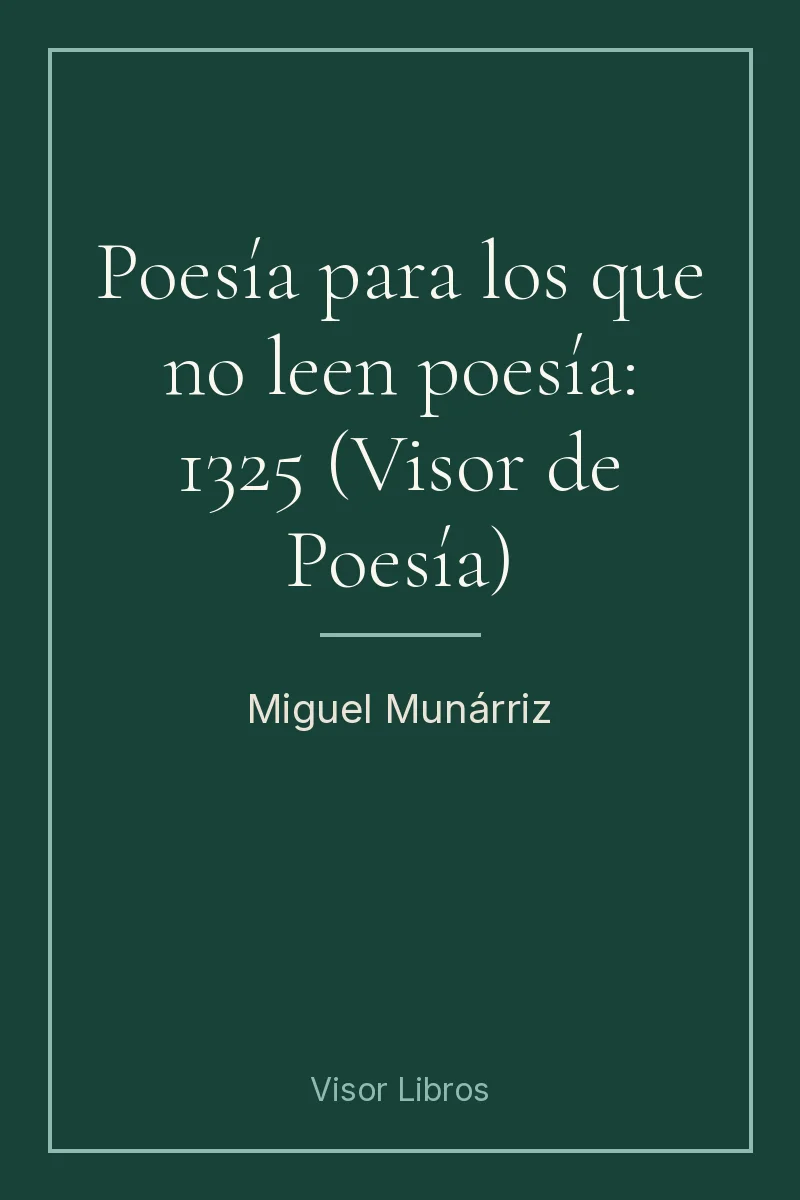 Poesía para los que
no leen poesía:
1325 (Visor de
Poesía)
Miguel Munárriz
Visor Libros